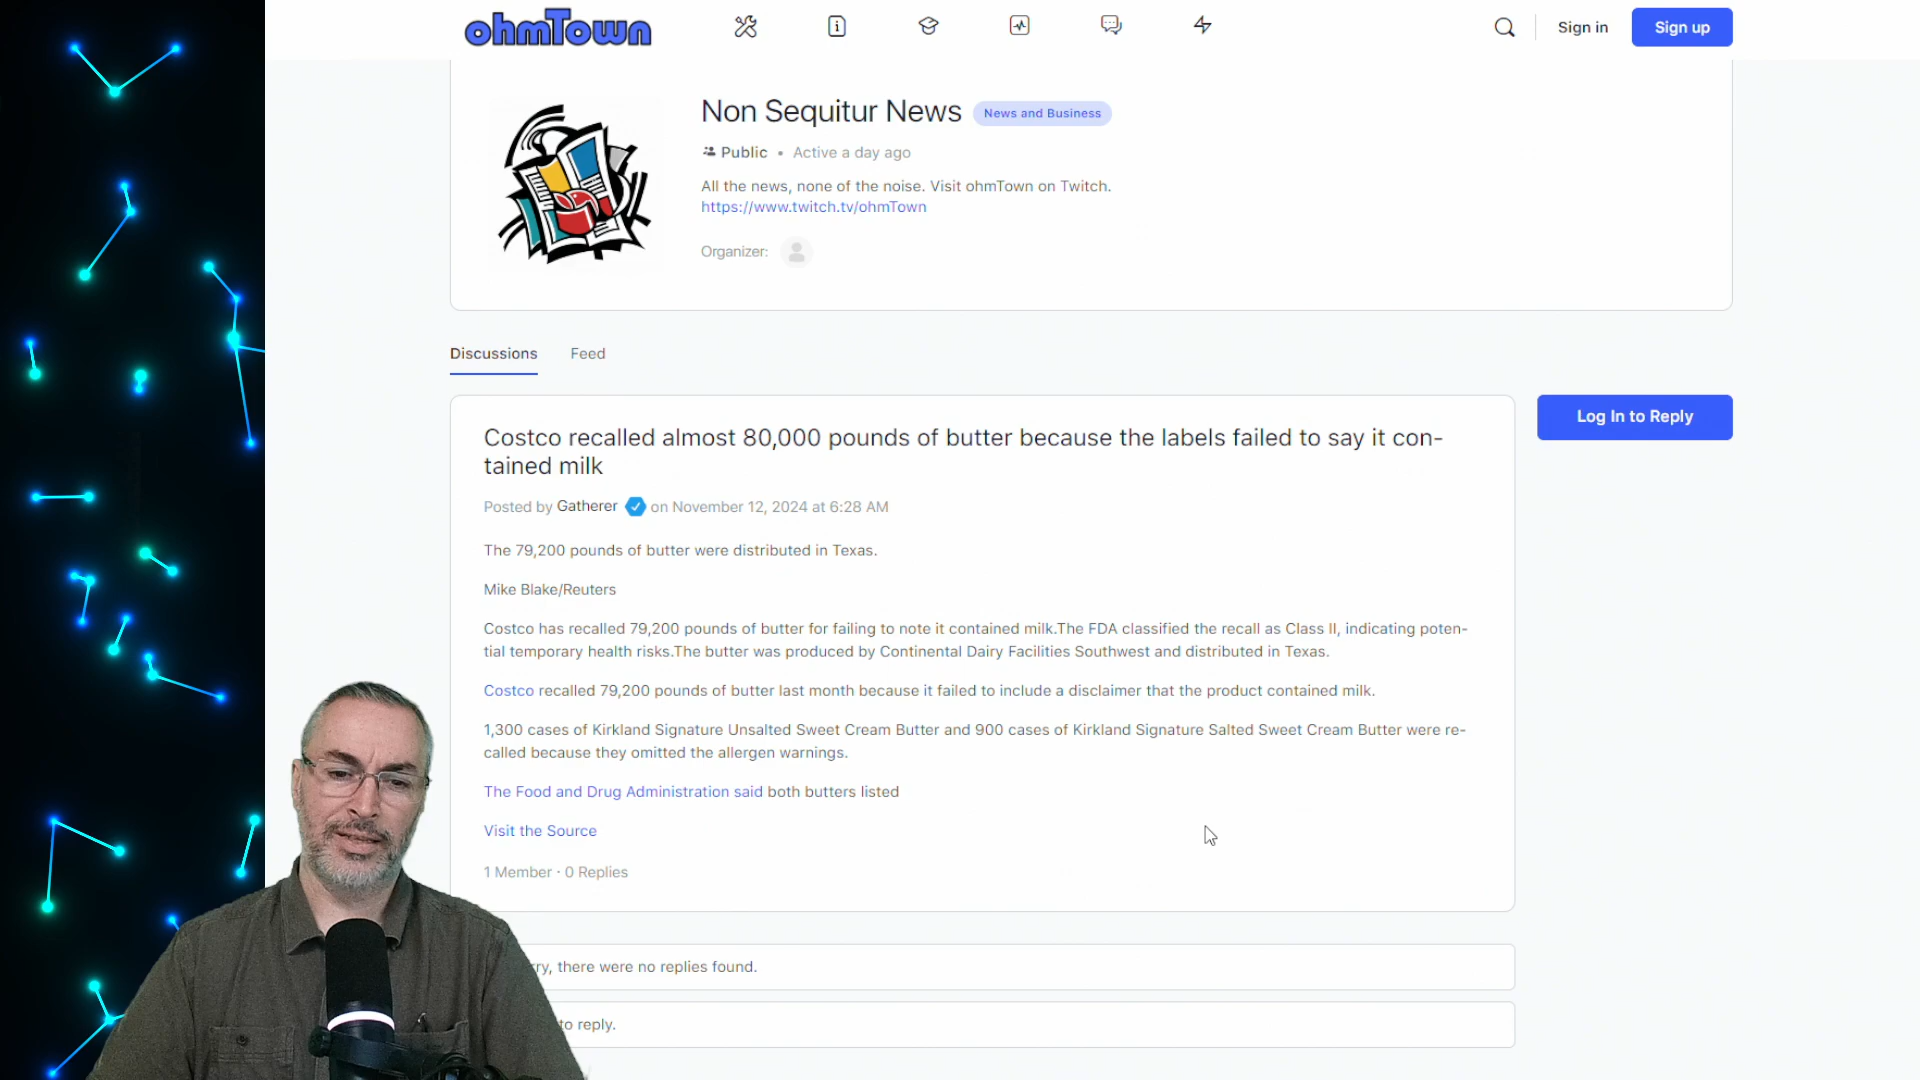 ohmTown
Sign in
Sign up
Non Sequitur News
News and Business
Public • Active a day ago
All the news, none of the noise. Visit ohmTown on Twitch.
https://www.twitch.tv/ohmTown
Organizer:
Discussions
Feed
Log In to Reply
Costco recalled almost 80,000 pounds of butter because the labels failed to say it con-
tained milk
Posted by Gatherer on November 12, 2024 at 6:28 AM
The 79,200 pounds of butter were distributed in Texas.
Mike Blake/Reuters
Costco has recalled 79,200 pounds of butter for failing to note it contained milk.The FDA classified the recall as Class II, indicating poten-
tial temporary health risks.The butter was produced by Continental Dairy Facilities Southwest and distributed in Texas.
Costco recalled 79,200 pounds of butter last month because it failed to include a disclaimer that the product contained milk.
1,300 cases of Kirkland Signature Unsalted Sweet Cream Butter and 900 cases of Kirkland Signature Salted Sweet Cream Butter were re-
called because they omitted the allergen warnings.
The Food and Drug Administration said both butters listed
Visit the Source
1 Member · 0 Replies
there were no replies found.
to reply.